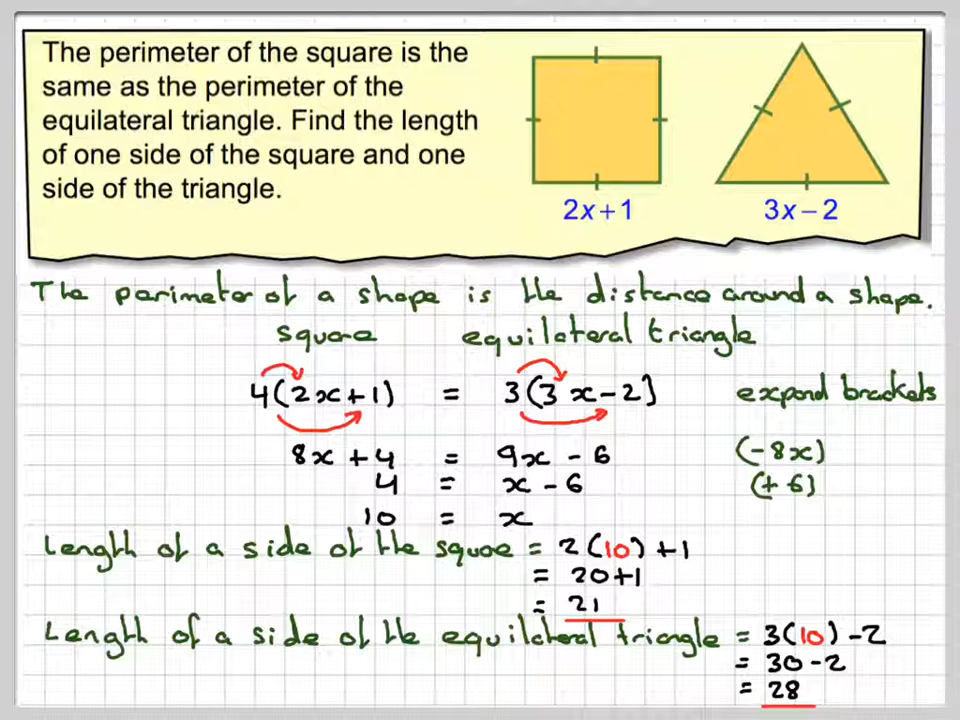 The perimeter of the square is the
same as the perimeter of the
equilateral triangle. Find the length
of one side of the square and one
side of the triangle.
2x+1
3x−2
The perimeter of a shape is the distance around a shape.
square equilateral triangle
4(2x+1) = 3(3x−2) expand brackets
8x+4 = 9x−6 (−8x)
4 = x−6 (+6)
10 = x
Length of a side of the square = 2(10)+1
= 20+1
= 21
Length of a side of the equilateral triangle = 3(10)−2
= 30−2
= 28